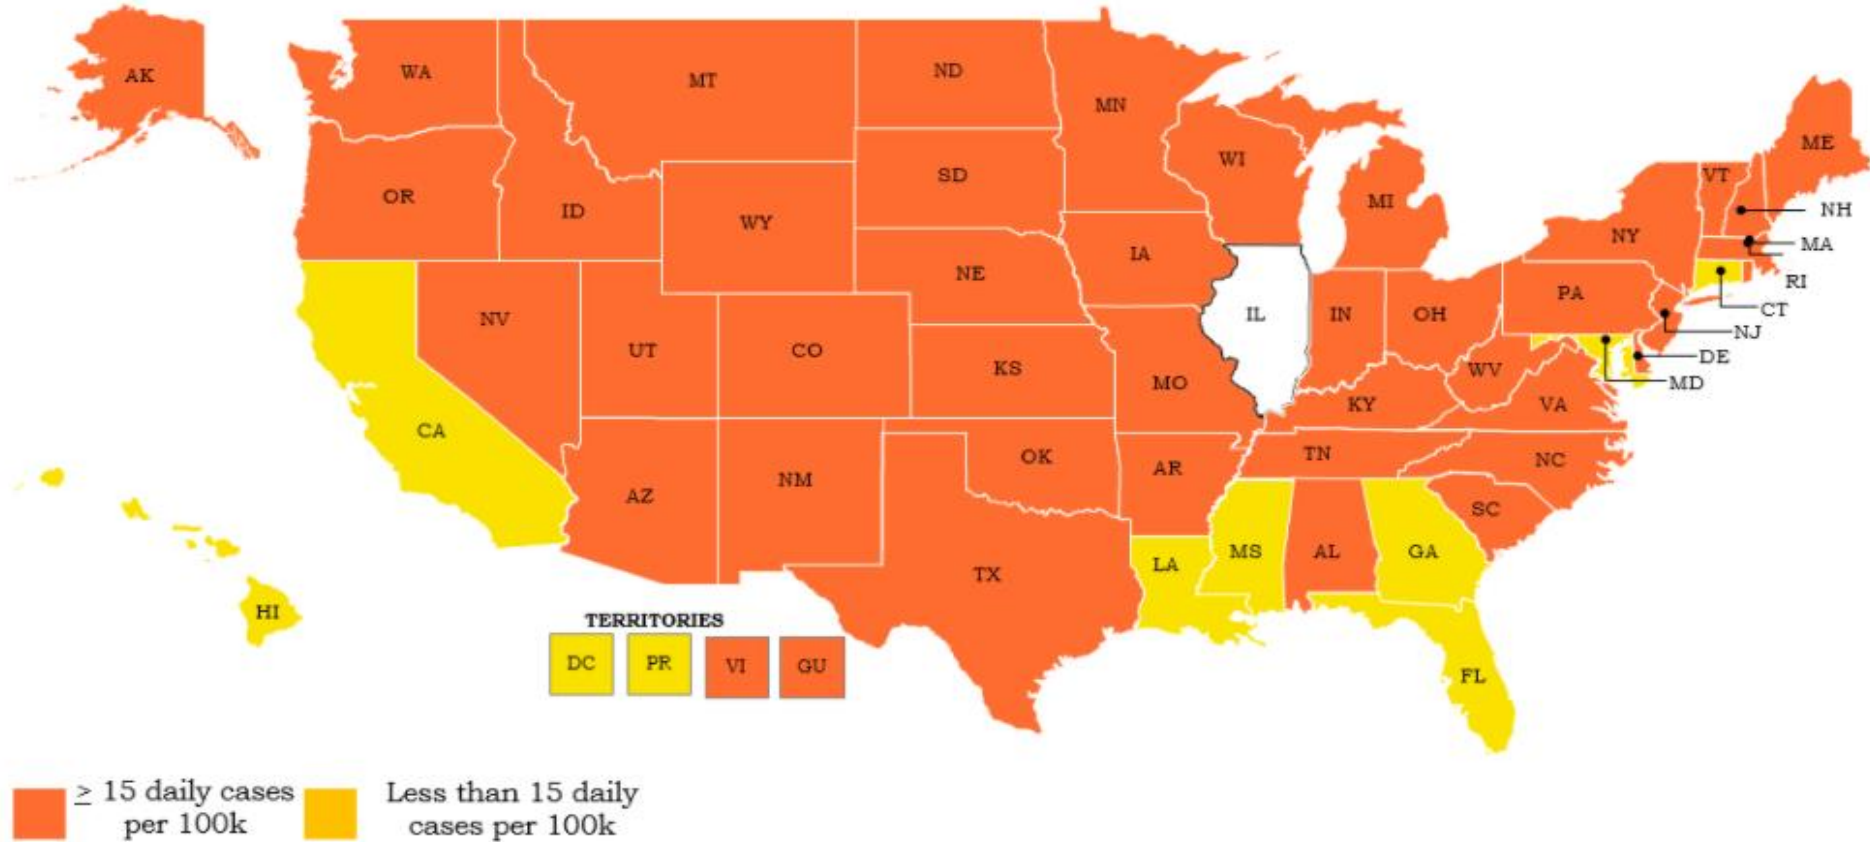 AK
WA
MT
ND
MN
ME
WI
VT
SD
OR
MI
ID
NH
WY
NY
MA
IA
NE
RI
PA
CT
NV
IL
IN
OH
NJ
UT
CO
DE
KS
WV
MO
MD
KY
VA
CA
TN
OK
NC
AR
NM
AZ
SC
MS
AL
GA
LA
TX
HI
TERRITORIES
DC PR VI GU
FL
≥ 15 daily cases
per 100k
Less than 15 daily
cases per 100k